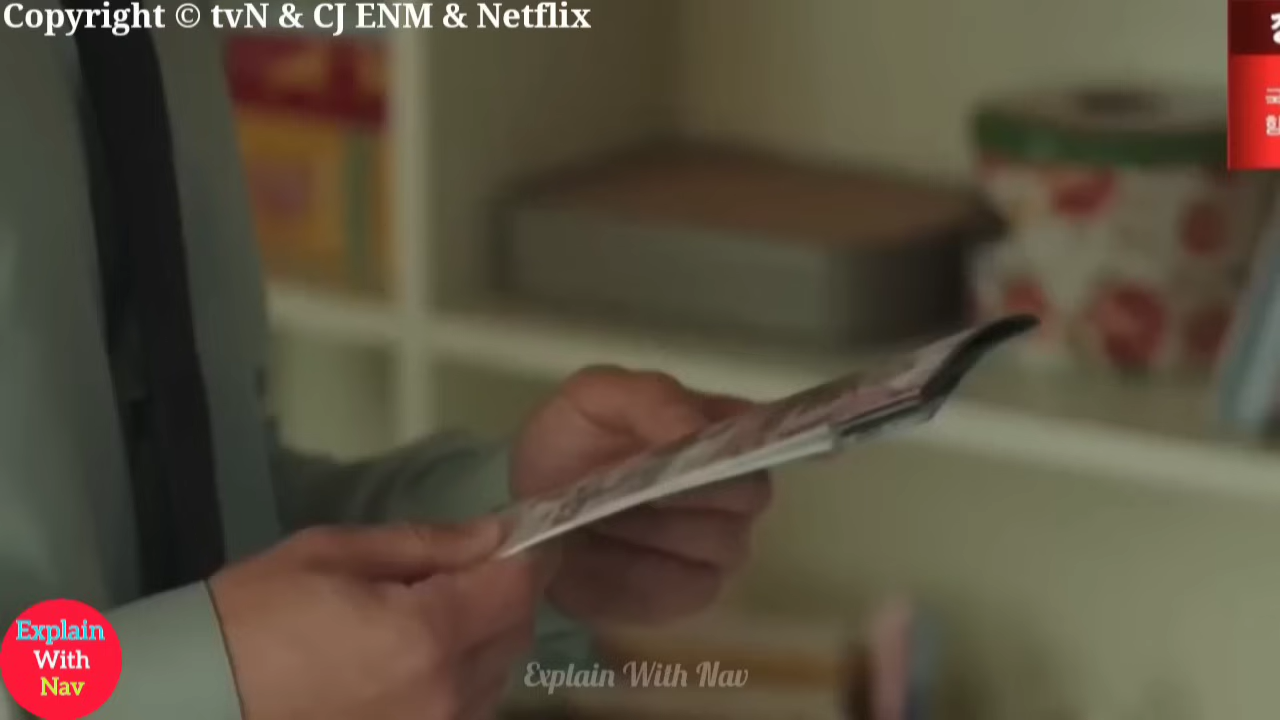 Copyright © tvN & CJ ENM & Netflix
Explain
With
Nav
Explain With Nav